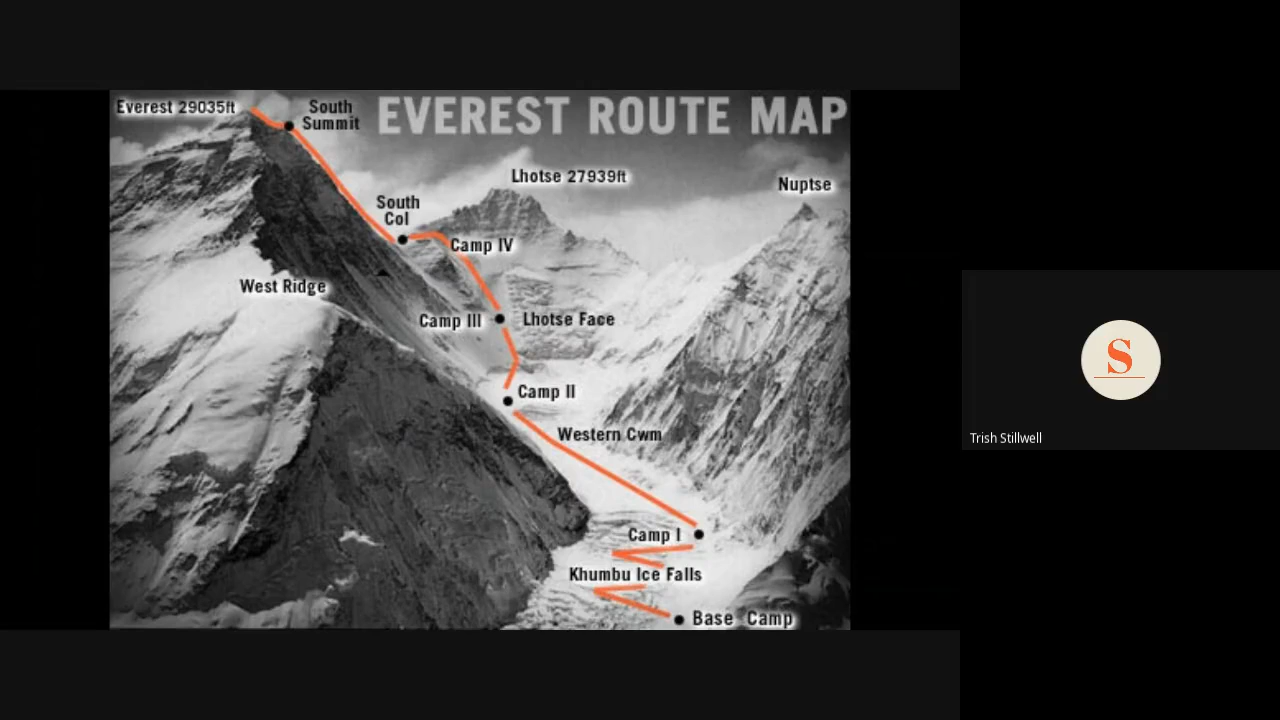 EVEREST ROUTE MAP
Everest 29035ft
South
Summit
Lhotse 27939ft
Nuptse
South
Col
Camp IV
West Ridge
Camp III
Lhotse Face
Camp II
Western Cwm
Camp I
Khumbu Ice Falls
Base Camp
S
Trish Stillwell